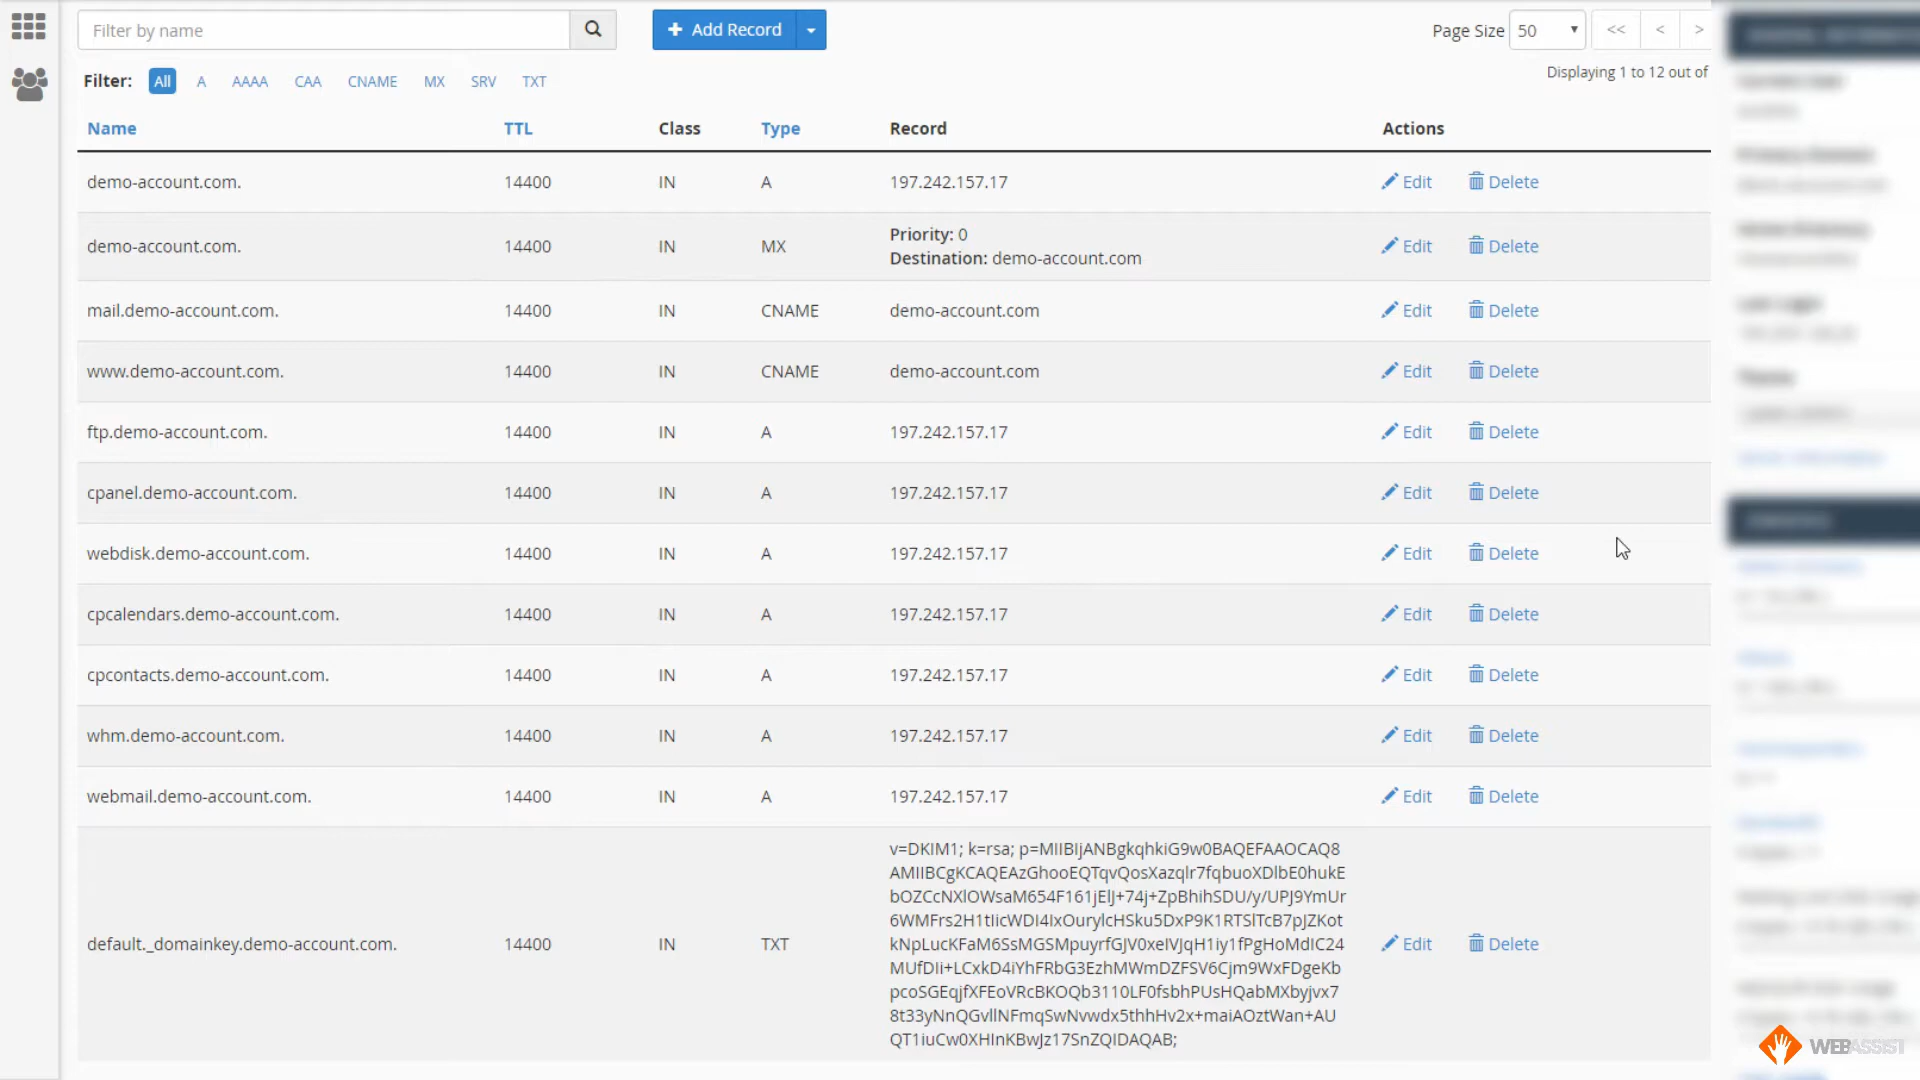 Filter by name
Add Record
Page Size 50 << < >
Filter: All A AAAA CAA CNAME MX SRV TXT
Displaying 1 to 12 out of
Name TTL Class Type Record Actions
demo-account.com. 14400 IN A 197.242.157.17 Edit Delete
demo-account.com. 14400 IN MX Priority: 0
Destination: demo-account.com Edit Delete
mail.demo-account.com. 14400 IN CNAME demo-account.com Edit Delete
www.demo-account.com. 14400 IN CNAME demo-account.com Edit Delete
ftp.demo-account.com. 14400 IN A 197.242.157.17 Edit Delete
cpanel.demo-account.com. 14400 IN A 197.242.157.17 Edit Delete
webdisk.demo-account.com. 14400 IN A 197.242.157.17 Edit Delete
cpcalendars.demo-account.com. 14400 IN A 197.242.157.17 Edit Delete
cpcontacts.demo-account.com. 14400 IN A 197.242.157.17 Edit Delete
whm.demo-account.com. 14400 IN A 197.242.157.17 Edit Delete
webmail.demo-account.com. 14400 IN A 197.242.157.17 Edit Delete
default._domainkey.demo-account.com. 14400 IN TXT Edit Delete
v=DKIM1; k=rsa; p=MIIBIjANBgkqhkiG9w0BAQEFAAOCAQ8
AMIIBCgKCAQEAzGhooEQTqvQosXazqlr7fqbuoXDlbE0hukE
bOZCcNXlOWsaM654F161jElJ+74j+ZpBhihSDU/y/UPJ9YmUr
6WMFrs2H1tIicWDI4IxOurylcHSku5DxP9K1RTSlTcB7pJZKot
kNpLucKFaM6SsMGSMpuyrfGJV0xeIVJqH1iy1fPgHoMdIC24
MUfDIi+LCxkD4iYhFRbG3EzhMWmDZFSV6Cjm9WxFDgeKb
pcoSGEqjfXFEoVRcBKOQb3110LF0fsbhPUsHQabMXbyjvx7
8t33yNnQGvllNFmqSwNvwdx5thhHv2x+maiAOztWan+AU
QT1iuCw0XHInKBwJz17SnZQIDAQAB;
WEBASSIST